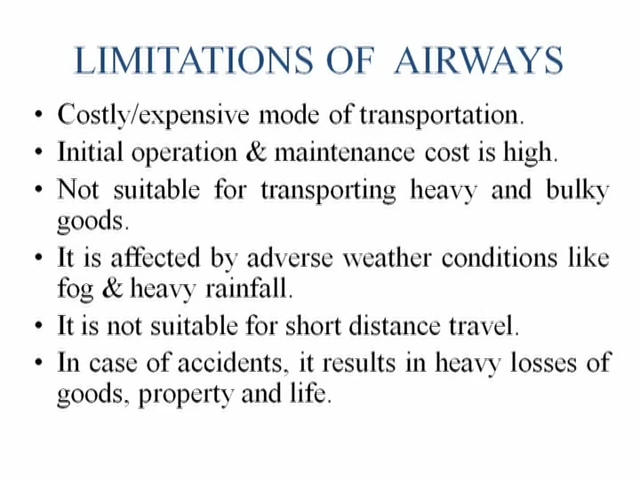 LIMITATIONS OF AIRWAYS
• Costly/expensive mode of transportation.
• Initial operation & maintenance cost is high.
• Not suitable for transporting heavy and bulky
goods.
• It is affected by adverse weather conditions like
fog & heavy rainfall.
• It is not suitable for short distance travel.
• In case of accidents, it results in heavy losses of
goods, property and life.